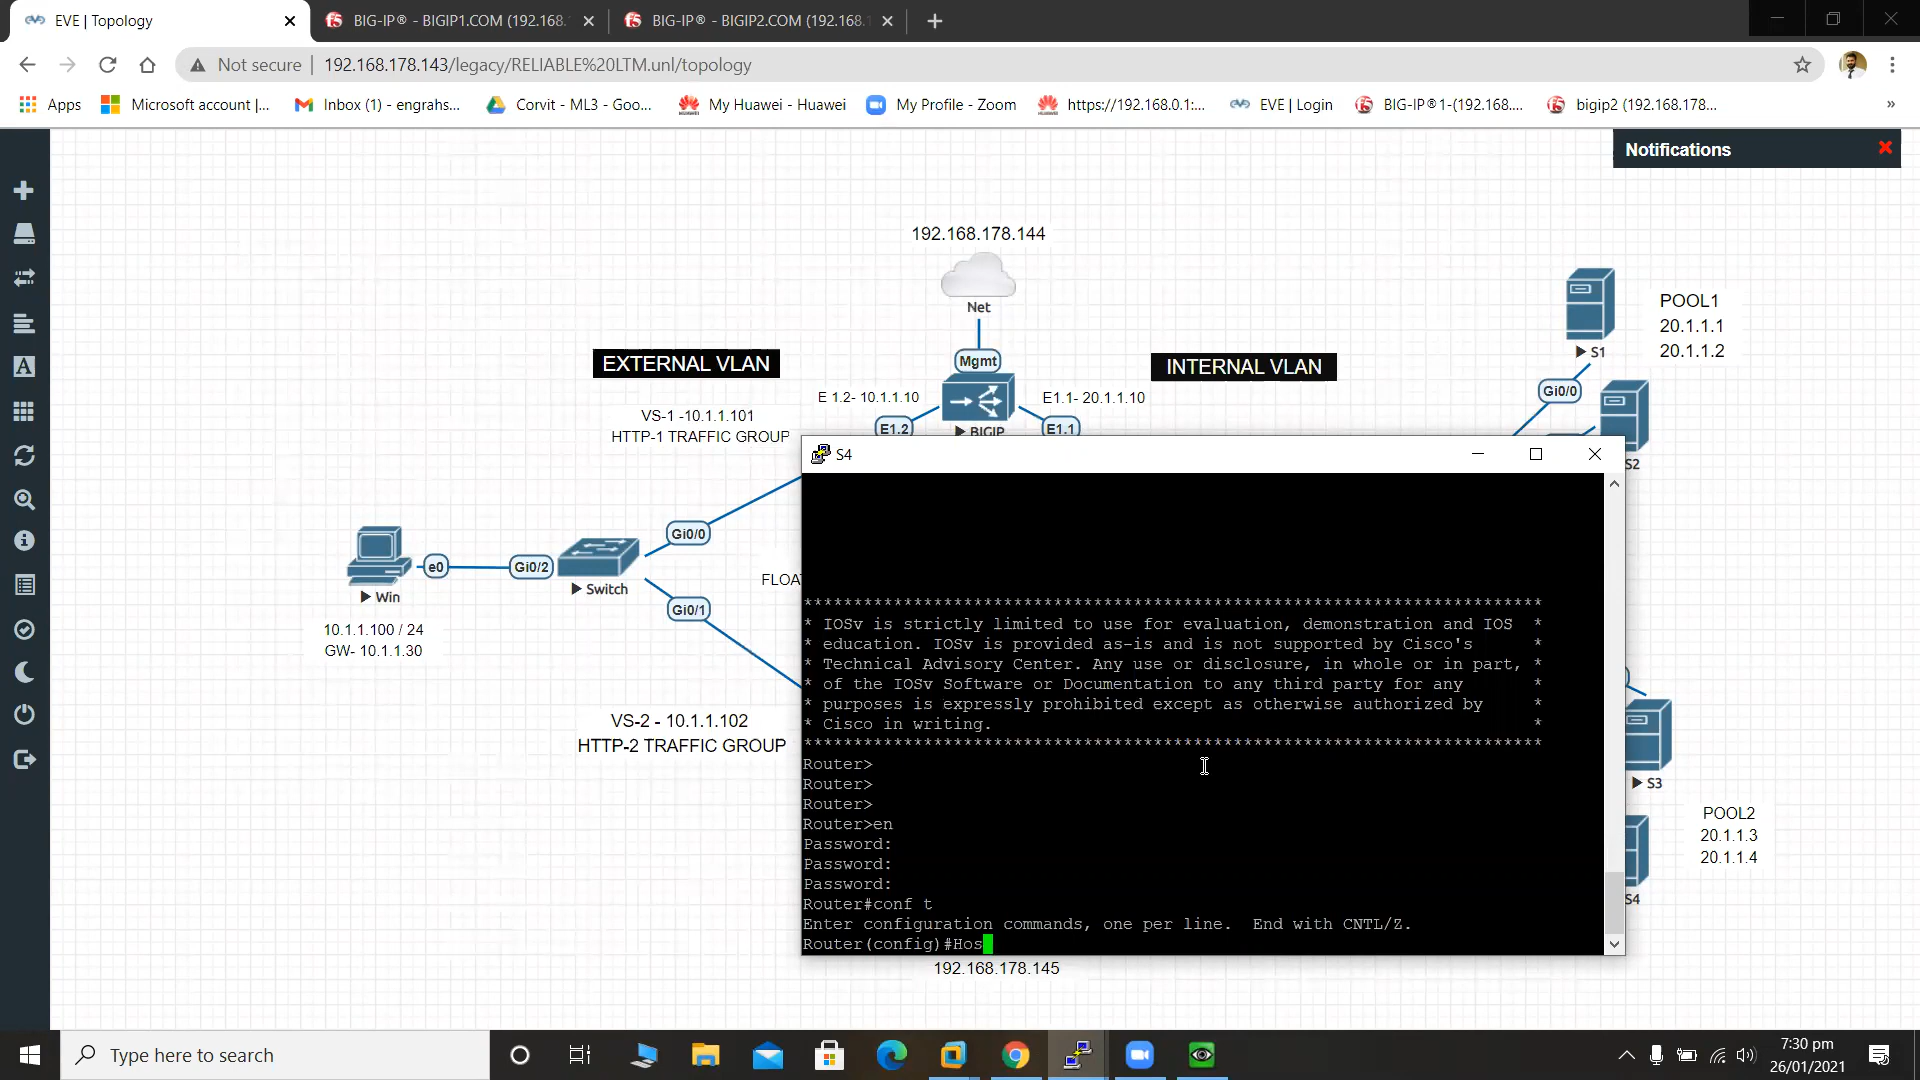 EVE | Topology
BIG-IP® - BIGIP1.COM (192.168.
BIG-IP® - BIGIP2.COM (192.168.
Not secure
192.168.178.143/legacy/RELIABLE%20LTM.unl/topology
Apps
Microsoft account |...
Inbox (1) - engrahs...
Corvit - ML3 - Goo...
My Huawei - Huawei
My Profile - Zoom
https://192.168.0.1:...
EVE | Login
BIG-IP®1-(192.168....
bigip2 (192.168.178...
»
Notifications
192.168.178.144
Net
Mgmt
EXTERNAL VLAN
INTERNAL VLAN
E 1.2- 10.1.1.10
E1.1- 20.1.1.10
E1.2
BIGIP
E1.1
VS-1 -10.1.1.101
HTTP-1 TRAFFIC GROUP
POOL1
20.1.1.1
20.1.1.2
S1
Gi0/0
S2
S4
Gi0/0
e0
Gi0/2
Switch
Win
Gi0/1
FLOA
10.1.1.100 / 24
GW- 10.1.1.30
VS-2 - 10.1.1.102
HTTP-2 TRAFFIC GROUP
**************************************************************************
* IOSv is strictly limited to use for evaluation, demonstration and IOS *
* education. IOSv is provided as-is and is not supported by Cisco's *
* Technical Advisory Center. Any use or disclosure, in whole or in part, *
* of the IOSv Software or Documentation to any third party for any *
* purposes is expressly prohibited except as otherwise authorized by *
* Cisco in writing. *
**************************************************************************
Router>
Router>
Router>
Router>en
Password:
Password:
Password:
Router#conf t
Enter configuration commands, one per line. End with CNTL/Z.
Router(config)#Hos
S3
POOL2
20.1.1.3
20.1.1.4
S4
192.168.178.145
Type here to search
7:30 pm
26/01/2021